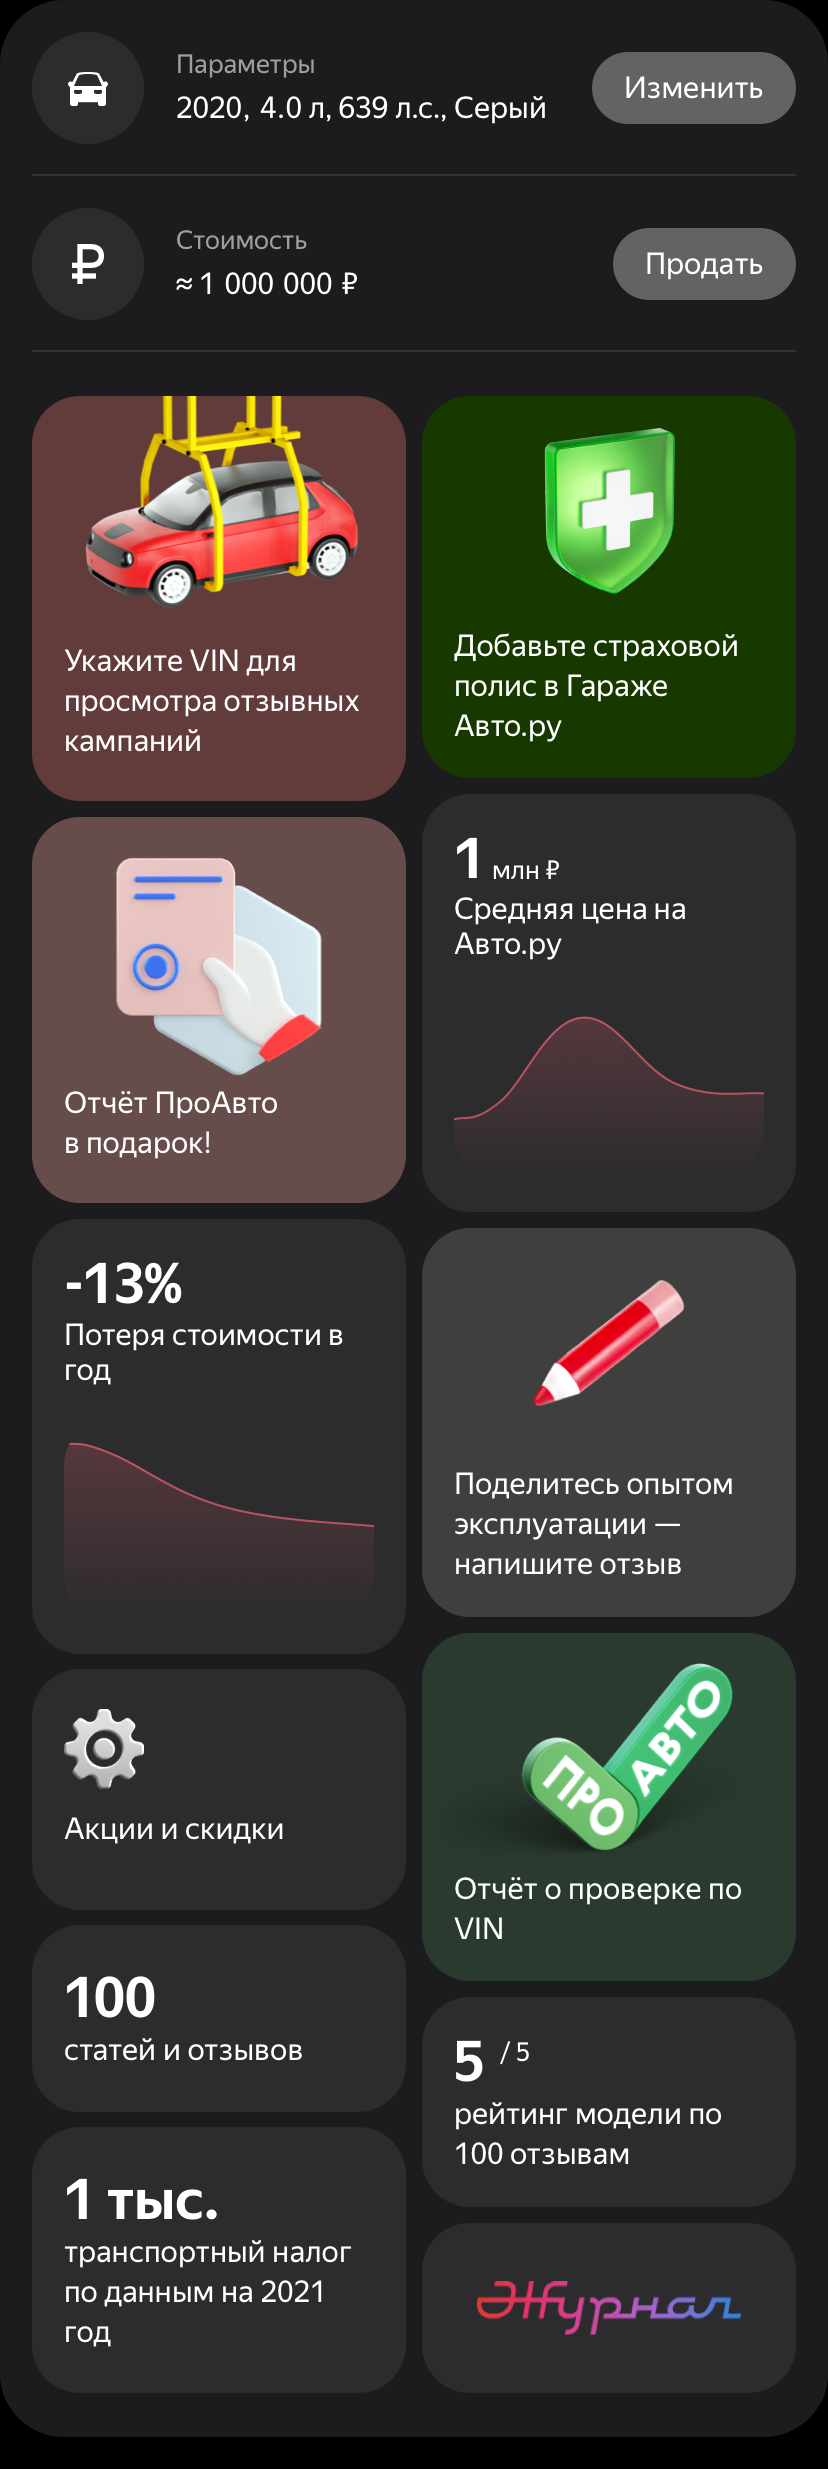 Параметры
2020, 4.0 л, 639 л.с., Серый
Изменить
Стоимость
≈ 1 000 000 ₽
Продать
Укажите VIN для
просмотра отзывных
кампаний
Добавьте страховой
полис в Гараже
Авто.ру
Отчёт ПроАвто
в подарок!
1 млн ₽
Средняя цена на
Авто.ру
-13%
Потеря стоимости в
год
Поделитесь опытом
эксплуатации —
напишите отзыв
Акции и скидки
ПРО
АВТО
Отчёт о проверке по
VIN
100
статей и отзывов
5 / 5
рейтинг модели по
100 отзывам
1 тыс.
транспортный налог
по данным на 2021
год
Журнал